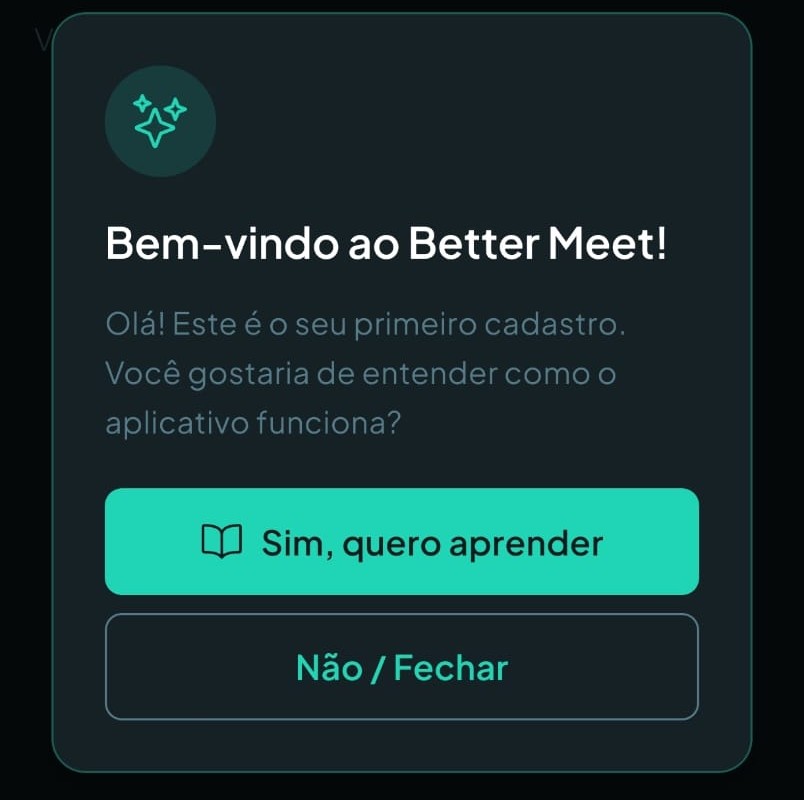 Bem-vindo ao Better Meet!
Olá! Este é o seu primeiro cadastro.
Você gostaria de entender como o
aplicativo funciona?
Sim, quero aprender
Não / Fechar